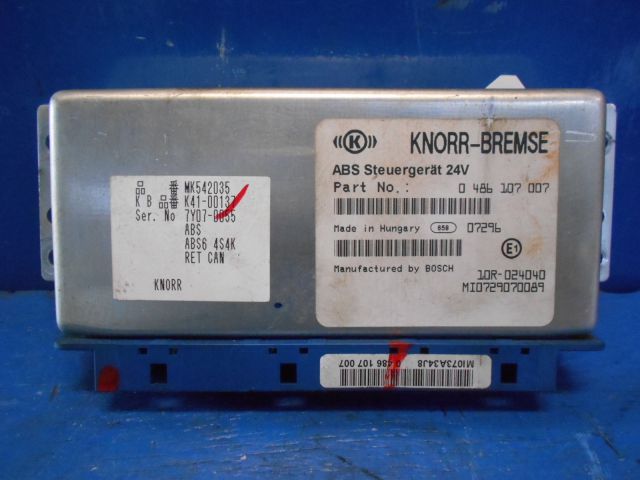 品番 MK542035
K B 品番 K41-00137
Ser. No 7Y07-0055
ABS
ABS6 4S4K
RET CAN
KNORR
((K)) KNORR-BREMSE
ABS Steuergerät 24V
Part No.: 0 486 107 007
Made in Hungary 658 07296
E1
Manufactured by BOSCH 10R-024040
MI0729070089
MI073A34J8
0 486 107 007